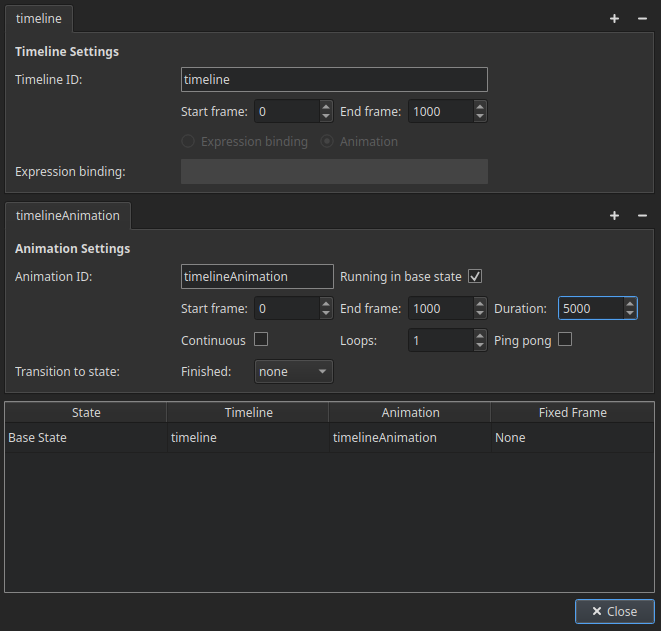 timeline
Timeline Settings
Timeline ID: timeline
Start frame: 0 End frame: 1000
Expression binding Animation
Expression binding:
timelineAnimation
Animation Settings
Animation ID: timelineAnimation Running in base state
Start frame: 0 End frame: 1000 Duration: 5000
Continuous Loops: 1 Ping pong
Transition to state: Finished: none
State Timeline Animation Fixed Frame
Base State timeline timelineAnimation None
Close